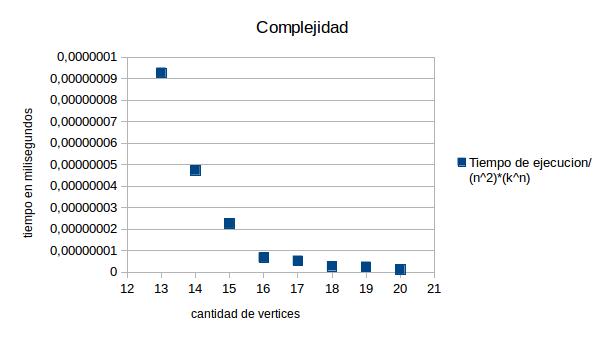 Complejidad
0,0000001
0,00000009
0,00000008
0,00000007
0,00000006
0,00000005
0,00000004
0,00000003
0,00000002
0,00000001
0
tiempo en milisegundos
12 13 14 15 16 17 18 19 20 21
cantidad de vertices
Tiempo de ejecucion/
(n^2)*(k^n)